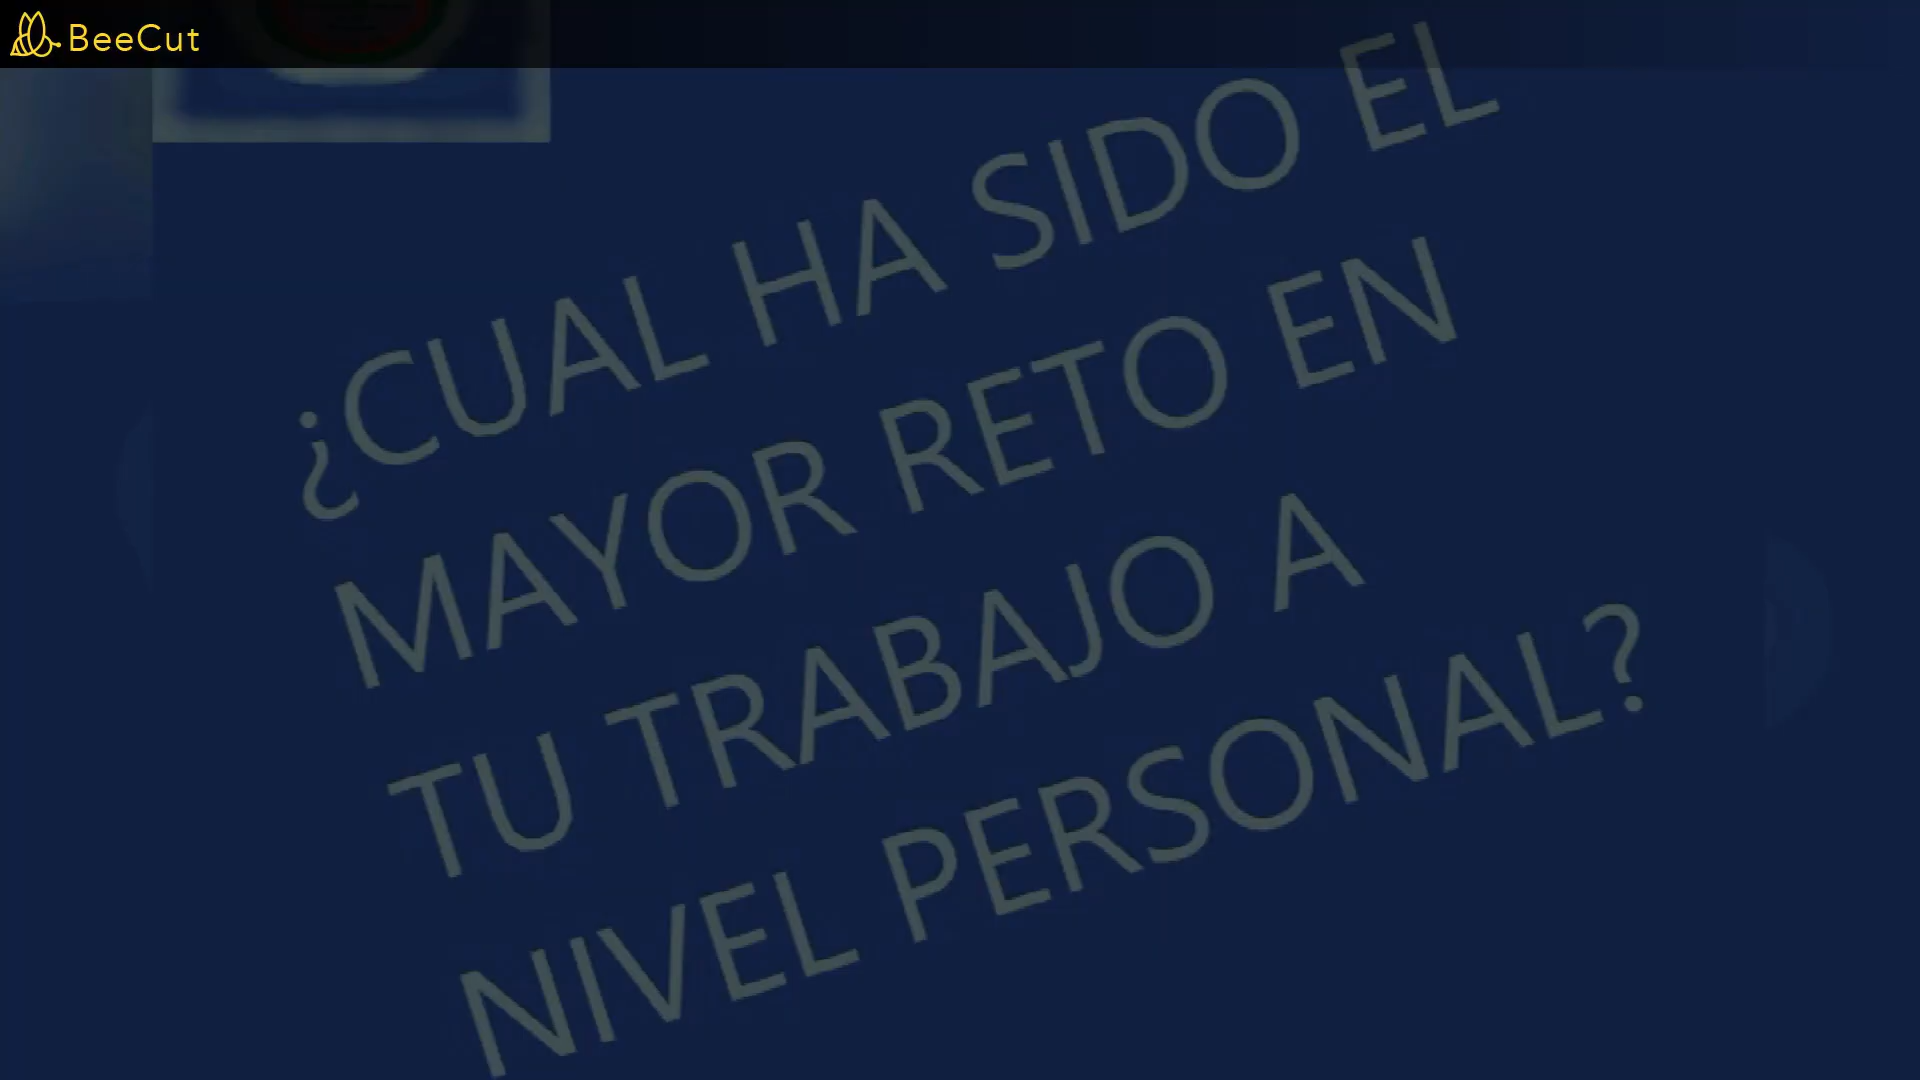 BeeCut
¿CUAL HA SIDO EL
MAYOR RETO EN
TU TRABAJO A
NIVEL PERSONAL?